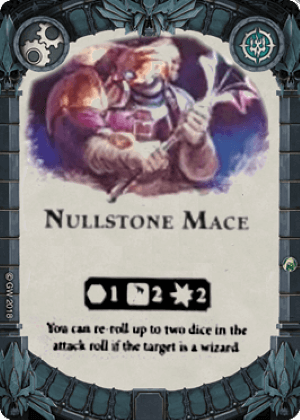 NULLSTONE MACE
1 2 2
You can re-roll up to two dice in the
attack roll if the target is a wizard
© GW 2018